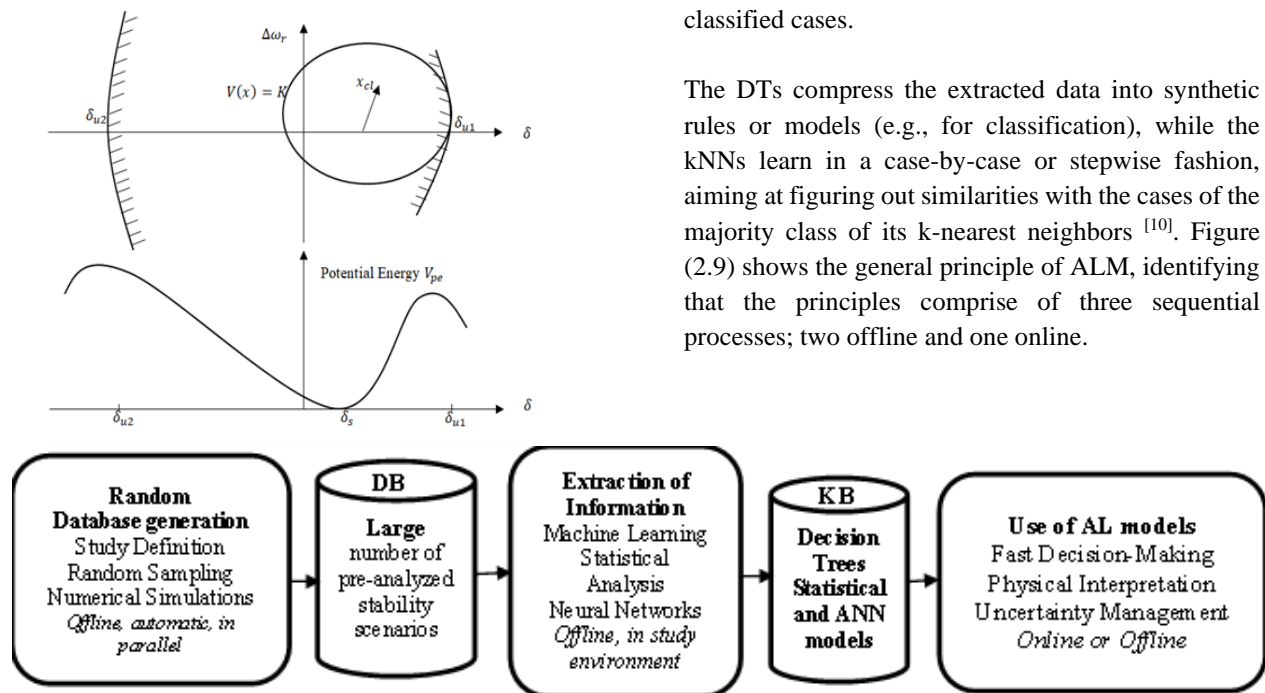 Δω_r
V(x) = K
x_cl
δ_u2
δ_u1
δ
Potential Energy V_pe
δ_u2
δ_s
δ_u1
δ
classified cases.
The DTs compress the extracted data into synthetic
rules or models (e.g., for classification), while the
kNNs learn in a case-by-case or stepwise fashion,
aiming at figuring out similarities with the cases of the
majority class of its k-nearest neighbors [10]. Figure
(2.9) shows the general principle of ALM, identifying
that the principles comprise of three sequential
processes; two offline and one online.
Random
Database generation
Study Definition
Random Sampling
Numerical Simulations
Offline, automatic, in
parallel
DB
Large
number of
pre-analyzed
stability
scenarios
Extraction of
Information
Machine Learning
Statistical
Analysis
Neural Networks
Offline, in study
environment
KB
Decision
Trees
Statistical
and ANN
models
Use of AL models
Fast Decision-Making
Physical Interpretation
Uncertainty Management
Online or Offline